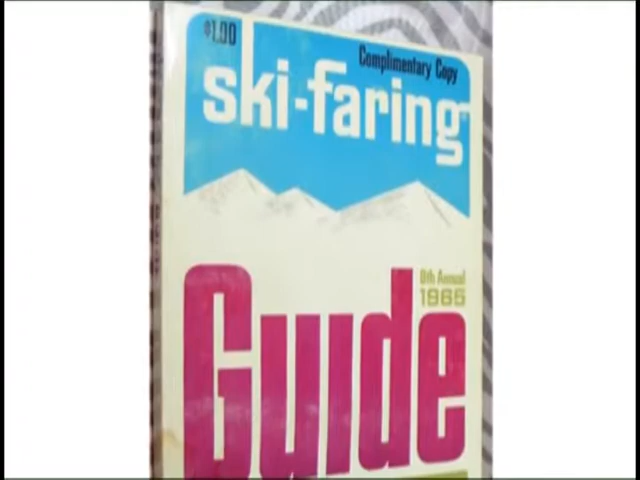 $1.00
Complimentary Copy
ski-faring
8th Annual
1965
Guide